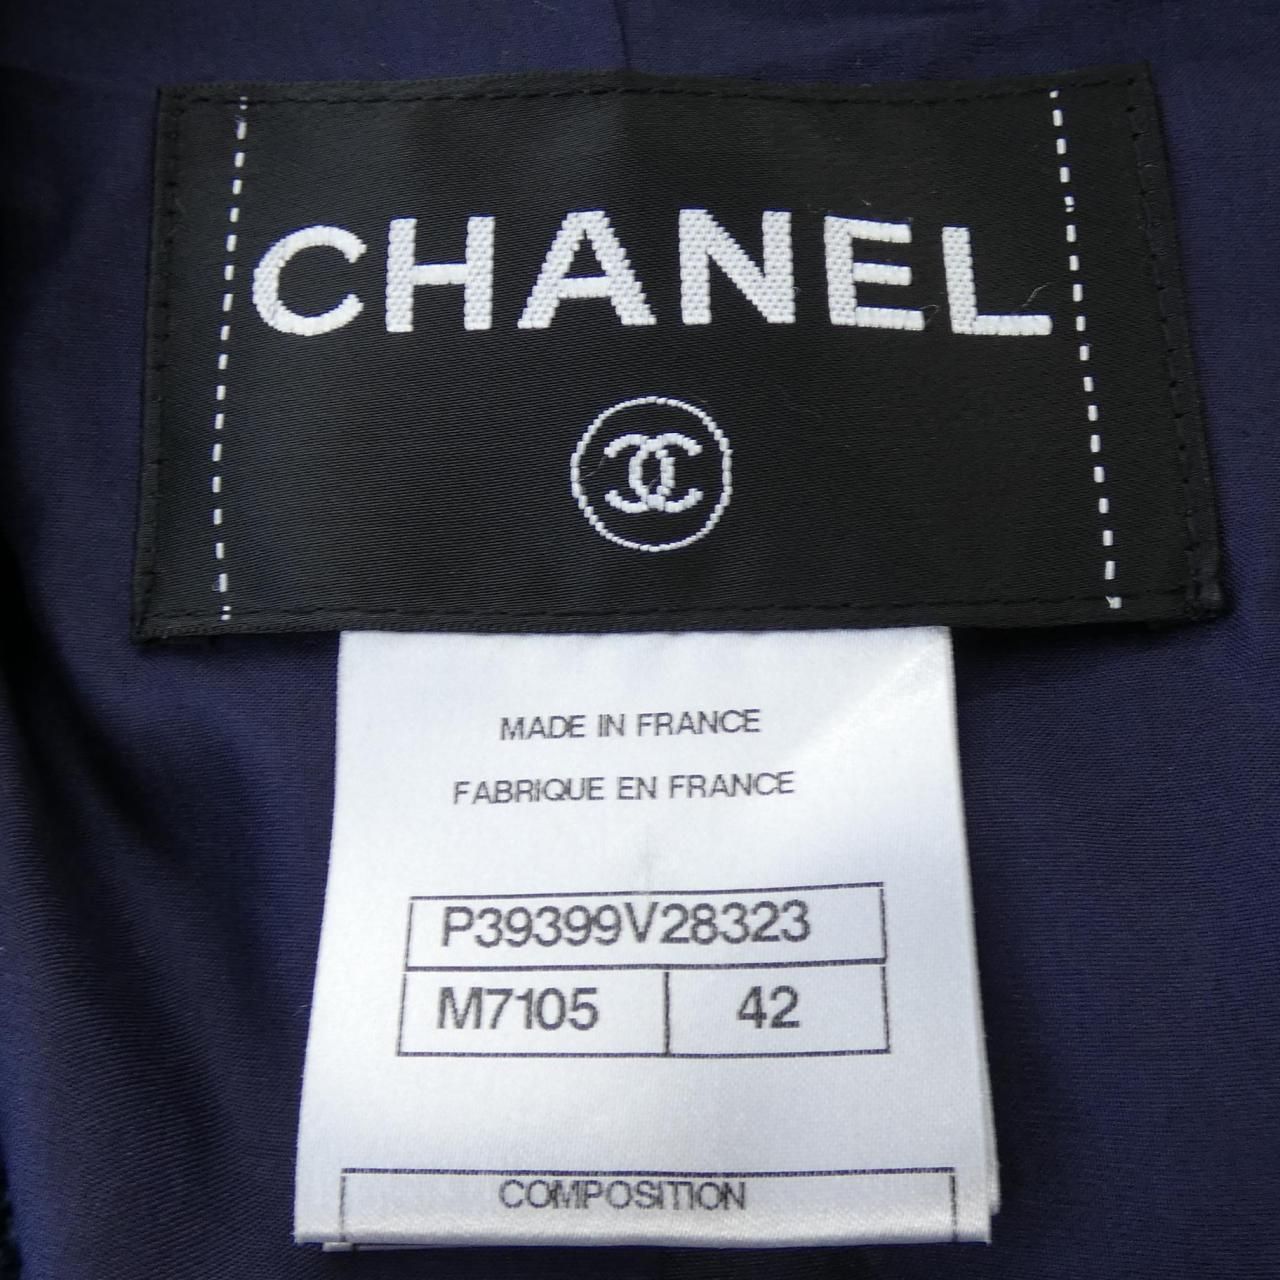 CHANEL
MADE IN FRANCE
FABRIQUE EN FRANCE
P39399V28323
M7105 42
COMPOSITION